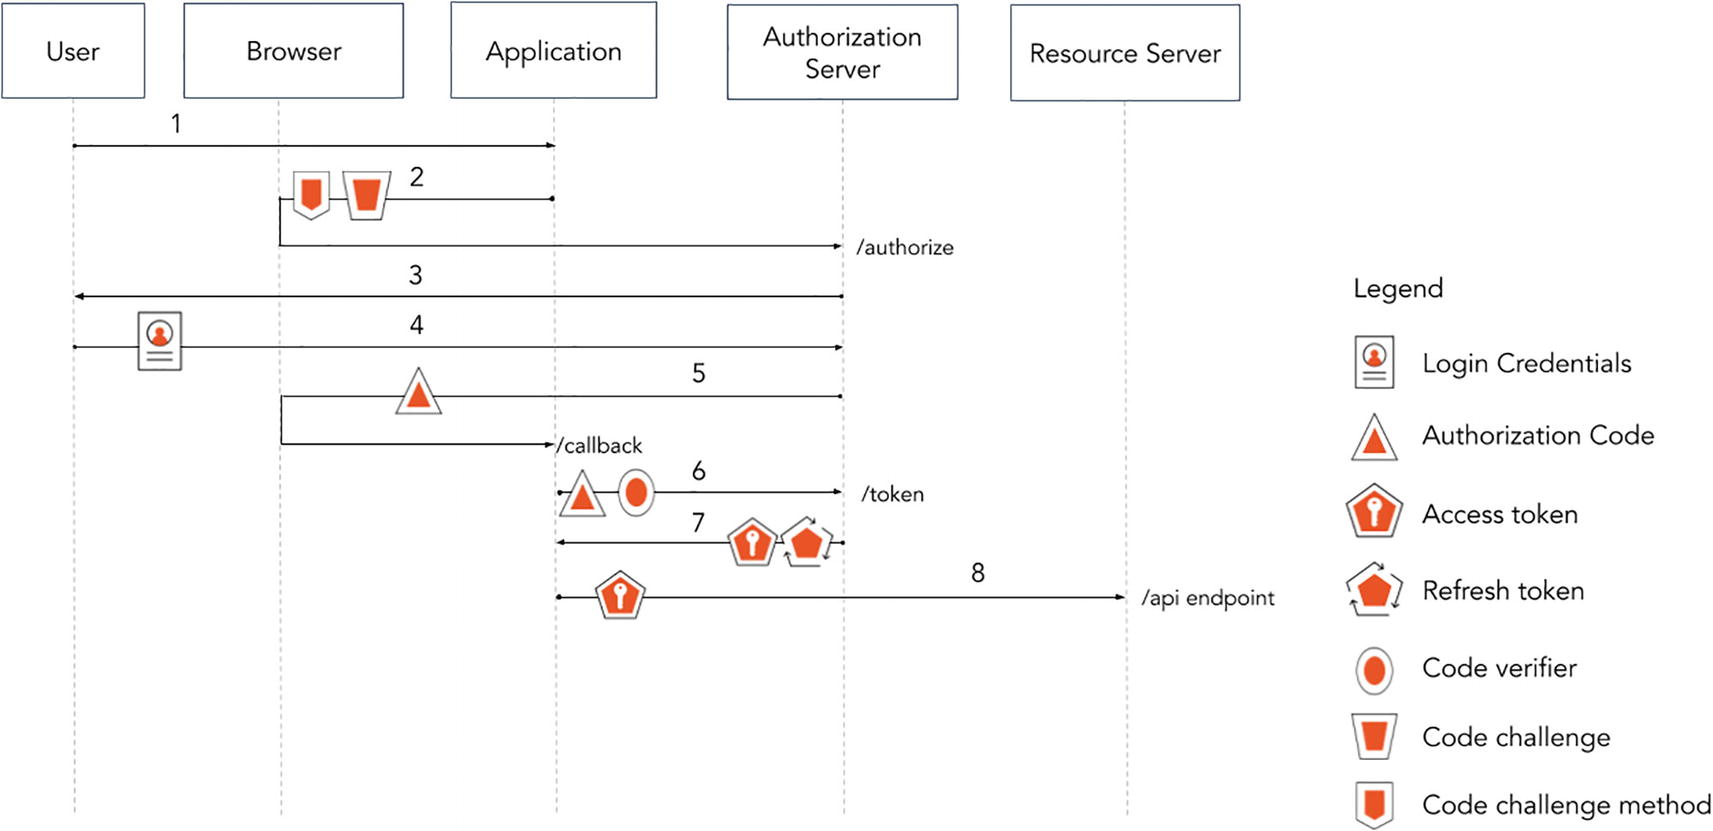 User
Browser
Application
Authorization
Server
Resource Server
1
2
/authorize
3
4
5
/callback
6
/token
7
8
/api endpoint
Legend
Login Credentials
Authorization Code
Access token
Refresh token
Code verifier
Code challenge
Code challenge method